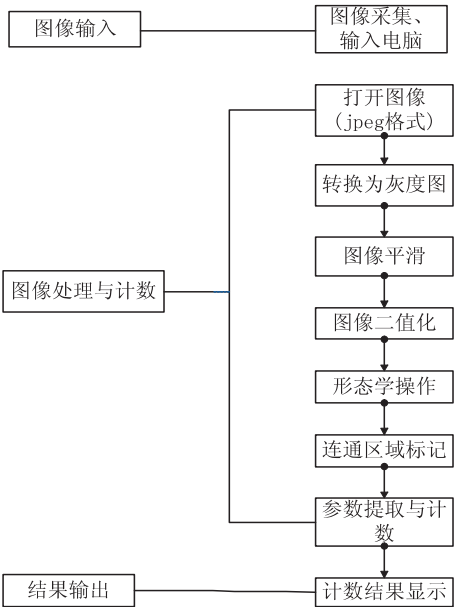 图像输入
图像采集、
输入电脑
打开图像
(jpeg格式)
转换为灰度图
图像平滑
图像处理与计数
图像二值化
形态学操作
连通区域标记
参数提取与计
数
结果输出
计数结果显示